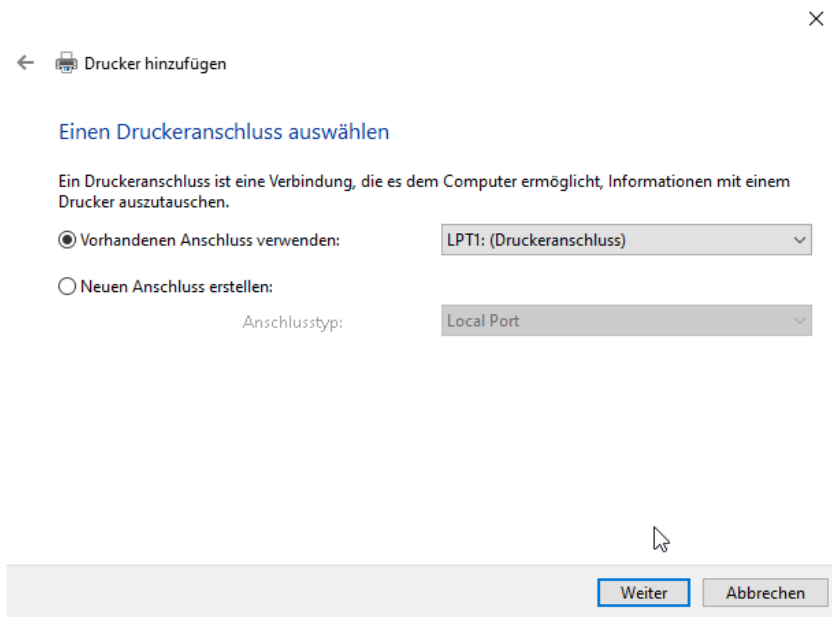 Drucker hinzufügen
Einen Druckeranschluss auswählen
Ein Druckeranschluss ist eine Verbindung, die es dem Computer ermöglicht, Informationen mit einem
Drucker auszutauschen.
Vorhandenen Anschluss verwenden: LPT1: (Druckeranschluss)
Neuen Anschluss erstellen:
Anschlusstyp: Local Port
Weiter Abbrechen